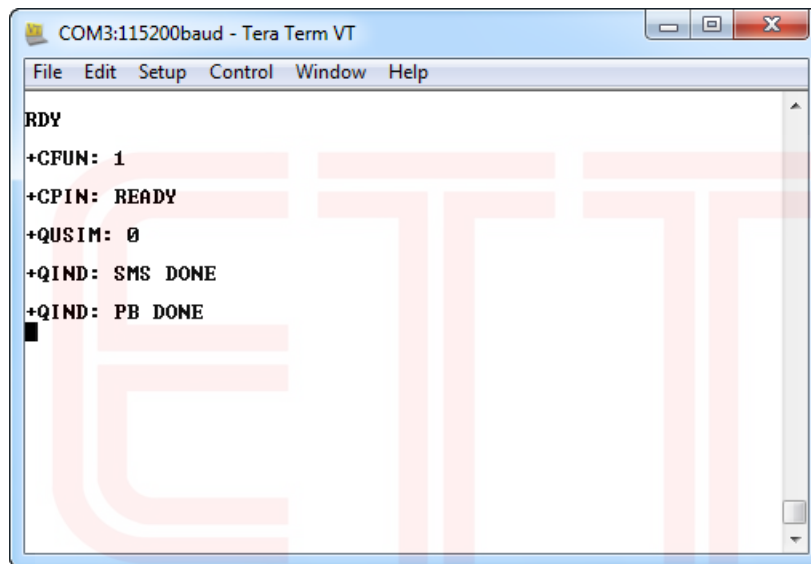 COM3:115200baud - Tera Term VT
File Edit Setup Control Window Help
RDY
+CFUN: 1
+CPIN: READY
+QUSIM: 0
+QIND: SMS DONE
+QIND: PB DONE
ETT